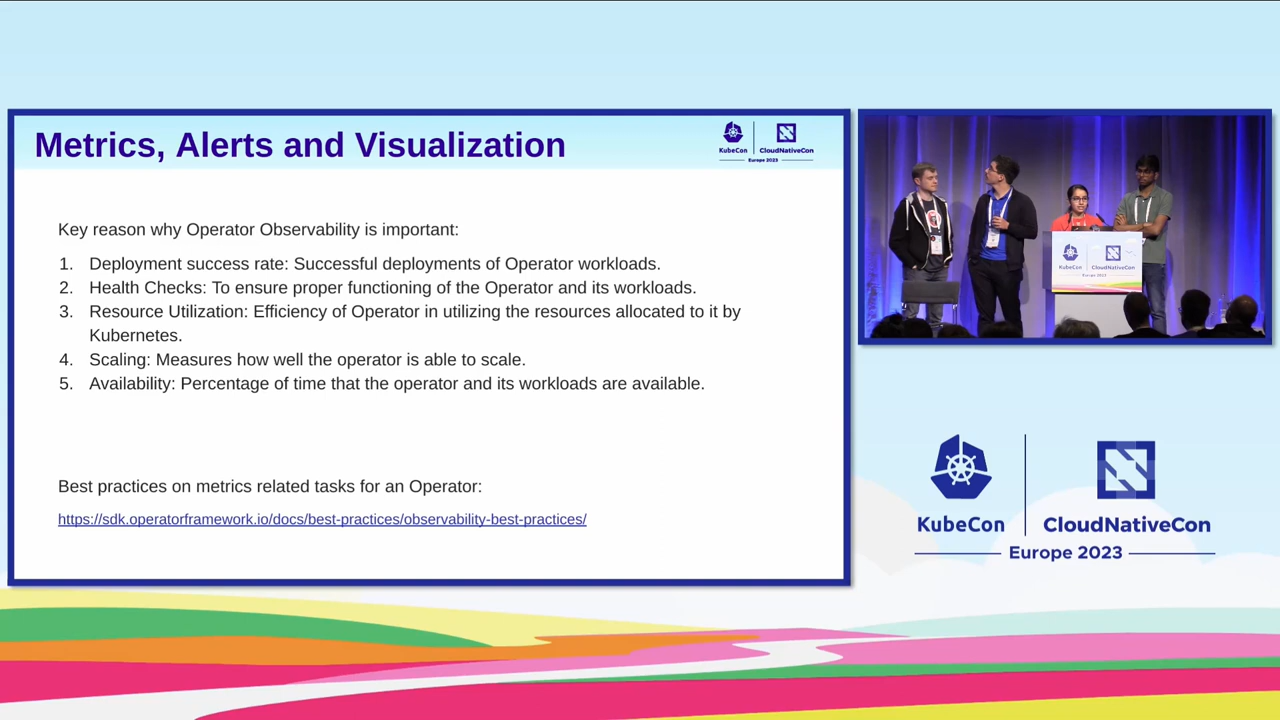 Metrics, Alerts and Visualization
KubeCon
CloudNativeCon
Europe 2023
Key reason why Operator Observability is important:
1. Deployment success rate: Successful deployments of Operator workloads.
2. Health Checks: To ensure proper functioning of the Operator and its workloads.
3. Resource Utilization: Efficiency of Operator in utilizing the resources allocated to it by
Kubernetes.
4. Scaling: Measures how well the operator is able to scale.
5. Availability: Percentage of time that the operator and its workloads are available.
Best practices on metrics related tasks for an Operator:
https://sdk.operatorframework.io/docs/best-practices/observability-best-practices/
KubeCon
CloudNativeCon
Europe 2023
KubeCon
CloudNativeCon
Europe 2023